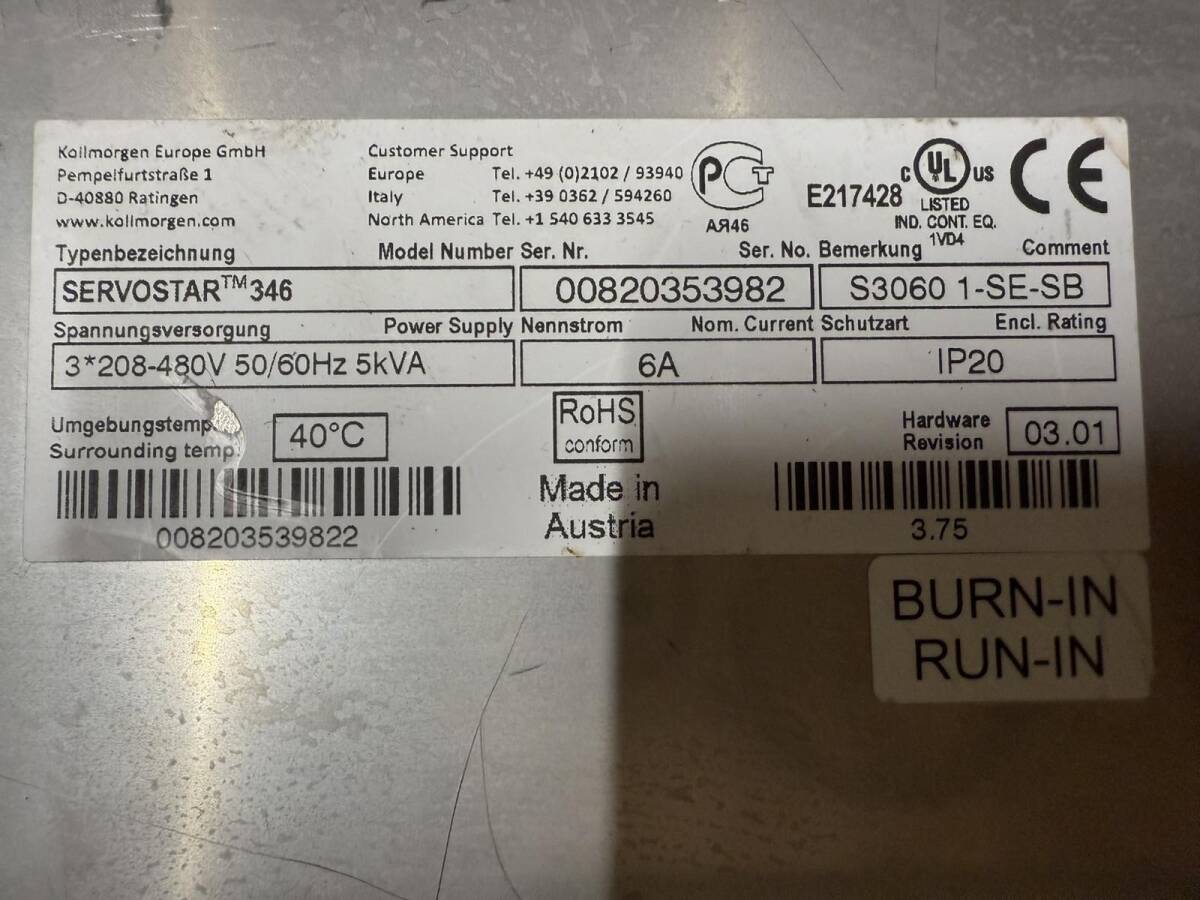 Kollmorgen Europe GmbH
Pempelfurtstraße 1
D-40880 Ratingen
www.kollmorgen.com
Customer Support
Europe Tel. +49 (0)2102 / 93940
Italy Tel. +39 0362 / 594260
North America Tel. +1 540 633 3545
PCT
АЯ46
E217428
C UL US
LISTED
IND. CONT. EQ.
1VD4
CE
Typenbezeichnung Model Number Ser. Nr. Ser. No. Bemerkung Comment
SERVOSTAR™346 00820353982 S3060 1-SE-SB
Spannungsversorgung Power Supply Nennstrom Nom. Current Schutzart Encl. Rating
3*208-480V 50/60Hz 5kVA 6A IP20
Umgebungstemp
Surrounding temp
40°C
RoHS
conform
Hardware
Revision
03.01
Made in
Austria
008203539822
3.75
BURN-IN
RUN-IN